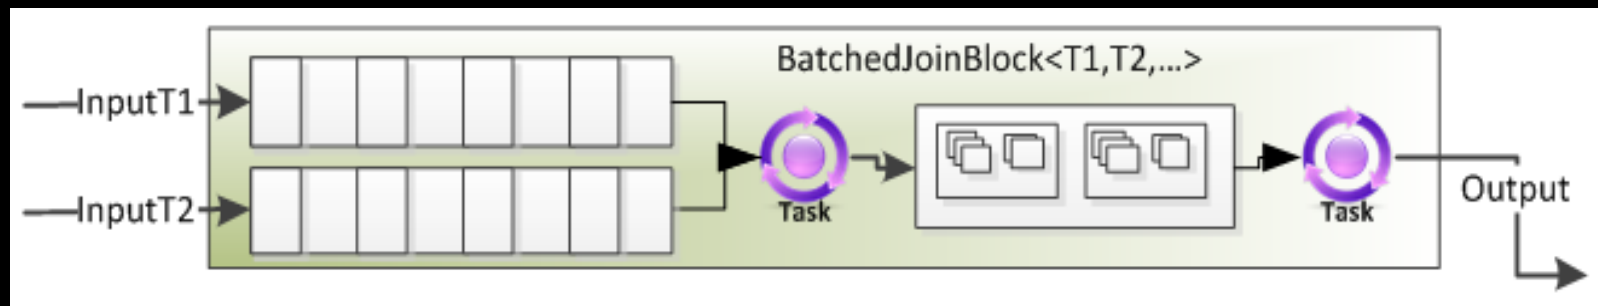 BatchedJoinBlock<T1,T2,...>
InputT1
InputT2
Task
Task
Output